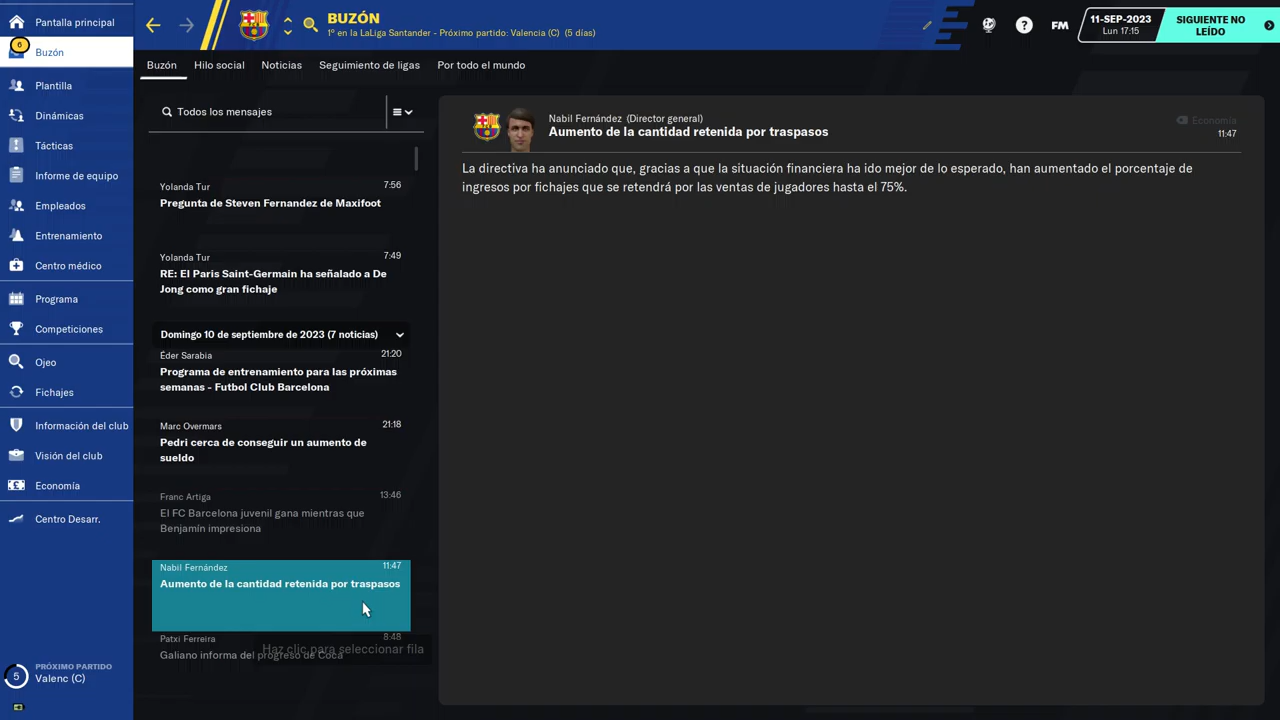 Pantalla principal
6
Buzón
Plantilla
Dinámicas
Tácticas
Informe de equipo
Empleados
Entrenamiento
Centro médico
Programa
Competiciones
Ojeo
Fichajes
Información del club
Visión del club
Economía
Centro Desarr.
5
PRÓXIMO PARTIDO
Valenc (C)
BUZÓN
1º en la LaLiga Santander - Próximo partido: Valencia (C) (5 días)
?
FM
11-SEP-2023
Lun 17:15
SIGUIENTE NO
LEÍDO
Buzón Hilo social Noticias Seguimiento de ligas Por todo el mundo
Todos los mensajes
Yolanda Tur 7:56
Pregunta de Steven Fernandez de Maxifoot
Yolanda Tur 7:49
RE: El Paris Saint-Germain ha señalado a De
Jong como gran fichaje
Domingo 10 de septiembre de 2023 (7 noticias)
Éder Sarabia 21:20
Programa de entrenamiento para las próximas
semanas - Futbol Club Barcelona
Marc Overmars 21:18
Pedri cerca de conseguir un aumento de
sueldo
Franc Artiga 13:46
El FC Barcelona juvenil gana mientras que
Benjamín impresiona
Nabil Fernández 11:47
Aumento de la cantidad retenida por traspasos
Patxi Ferreira 8:48
Galiano informa del progreso de Coca
Haz clic para seleccionar fila
Nabil Fernández (Director general)
Aumento de la cantidad retenida por traspasos
Economía
11:47
La directiva ha anunciado que, gracias a que la situación financiera ha ido mejor de lo esperado, han aumentado el porcentaje de
ingresos por fichajes que se retendrá por las ventas de jugadores hasta el 75%.